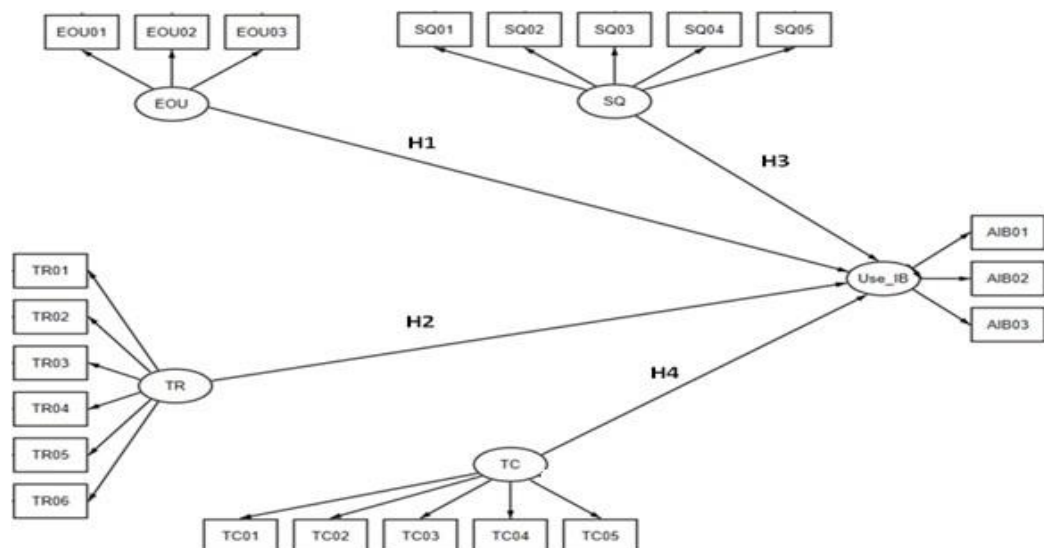 EOU01 EOU02 EOU03
SQ01 SQ02 SQ03 SQ04 SQ05
EOU
SQ
H1
H3
AIB01
Use_IB
AIB02
AIB03
TR01
TR02
TR03
TR04
TR05
TR06
TR
H2
H4
TC
TC01 TC02 TC03 TC04 TC05